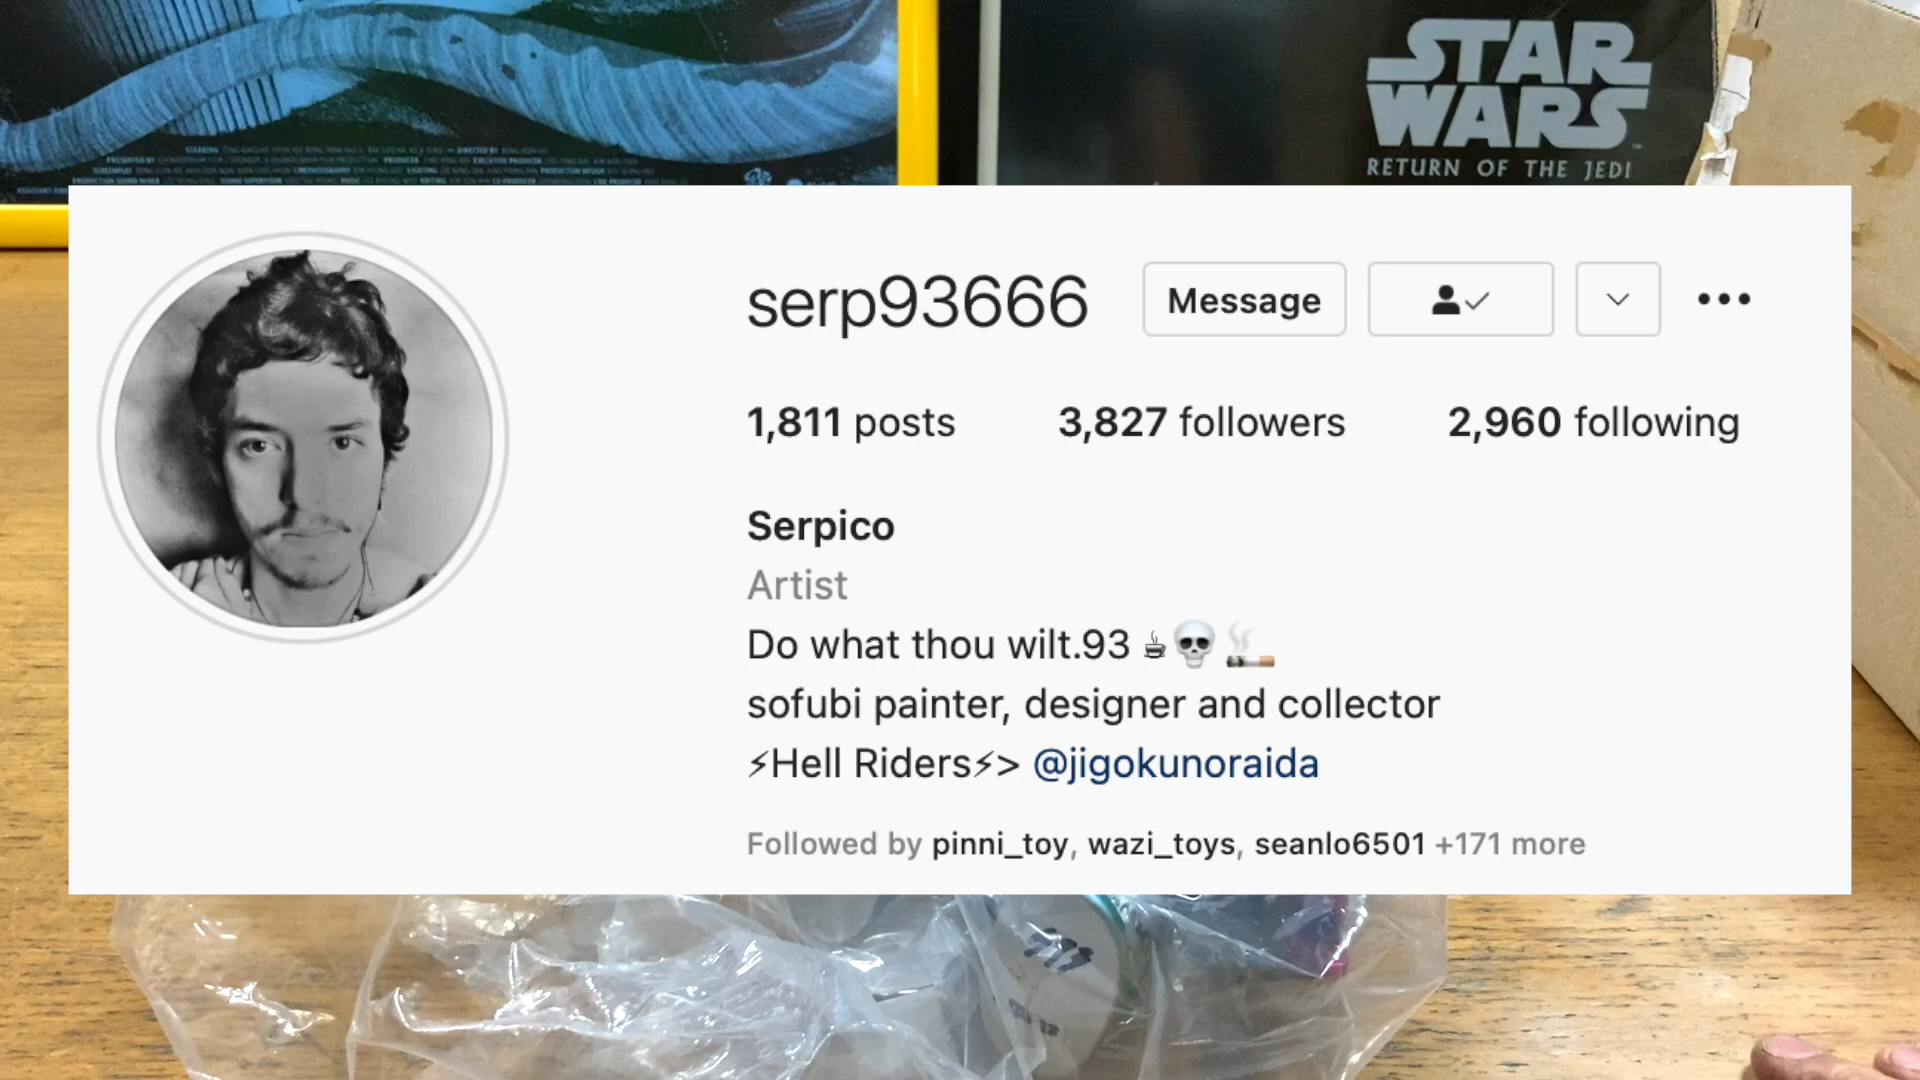 STAR
WARS
RETURN OF THE JEDI
serp93666
Message
1,811 posts
3,827 followers
2,960 following
Serpico
Artist
Do what thou wilt.93 ☕💀🚬
sofubi painter, designer and collector
⚡Hell Riders⚡> @jigokunoraida
Followed by pinni_toy, wazi_toys, seanlo6501 +171 more